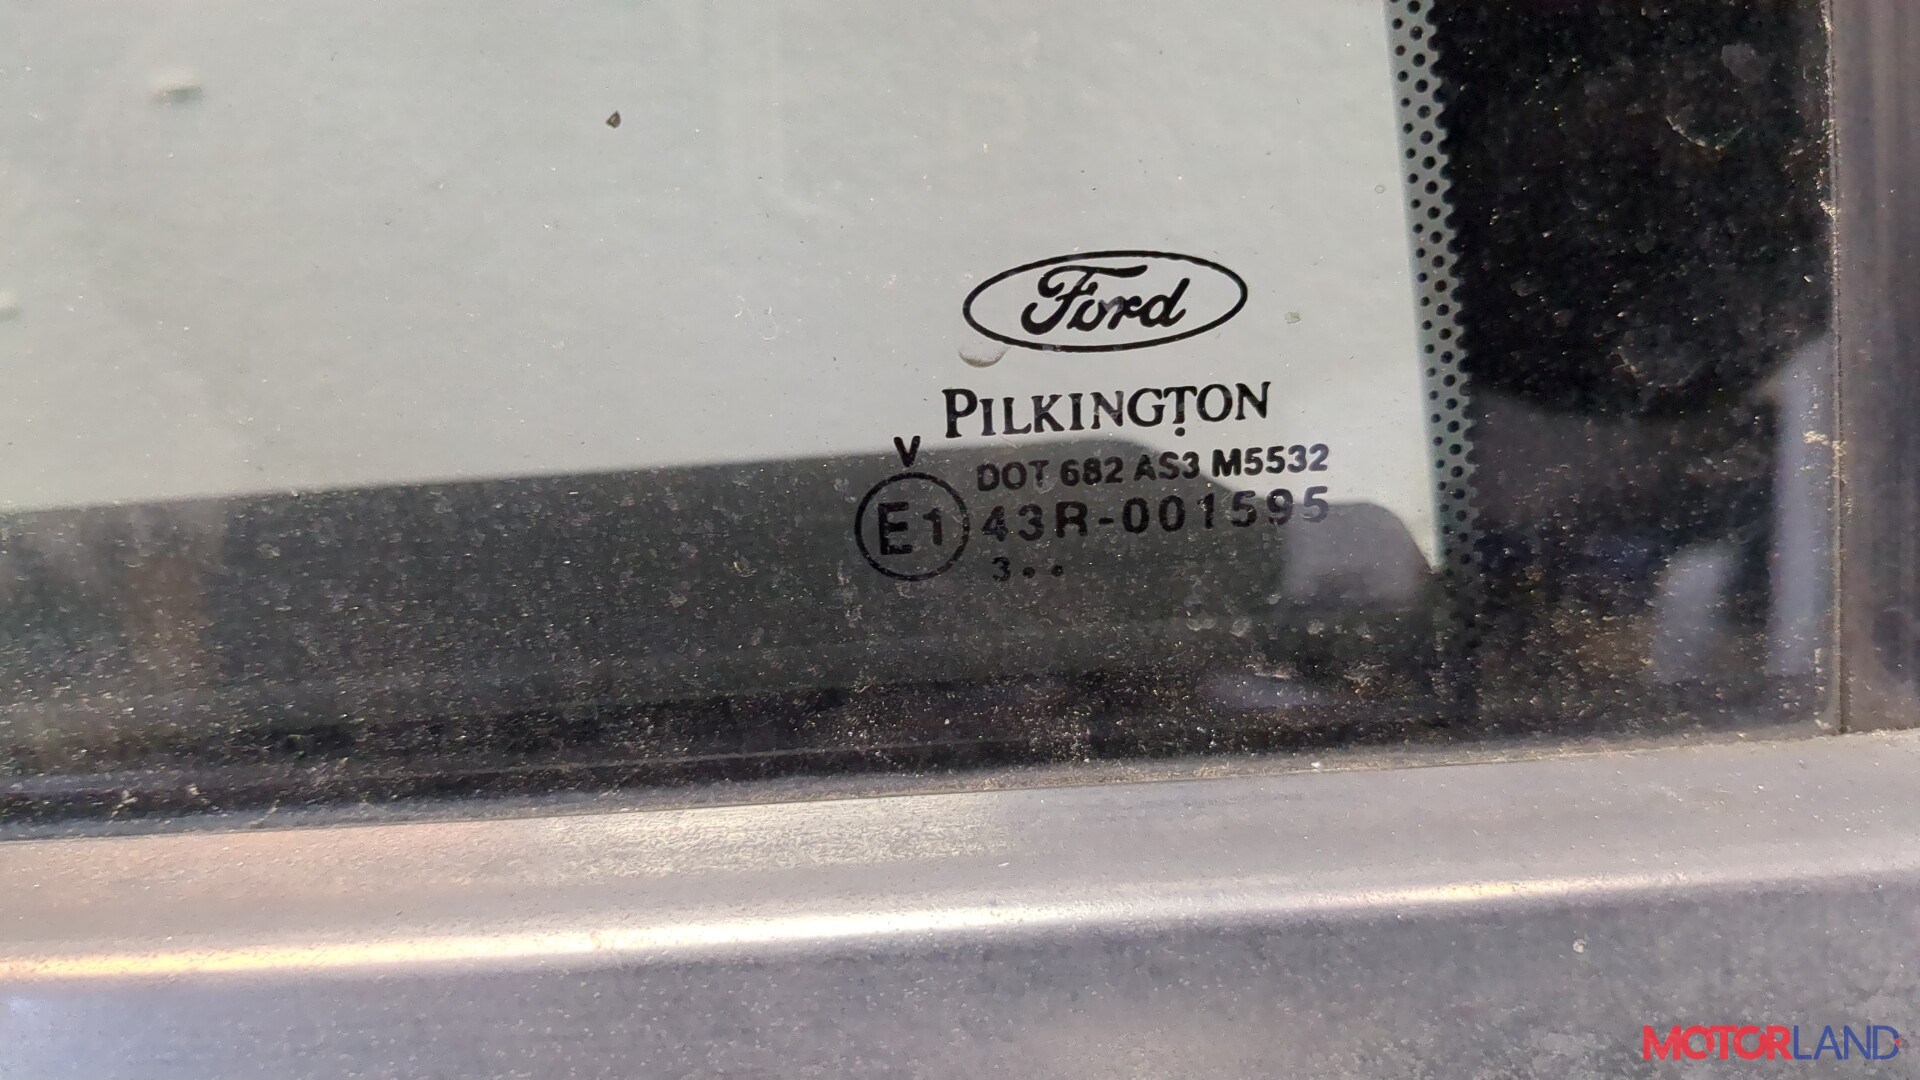 Ford
PILKINGTON
V
DOT 682 AS3 M5532
E1 43R-001595
3••
MOTORLAND